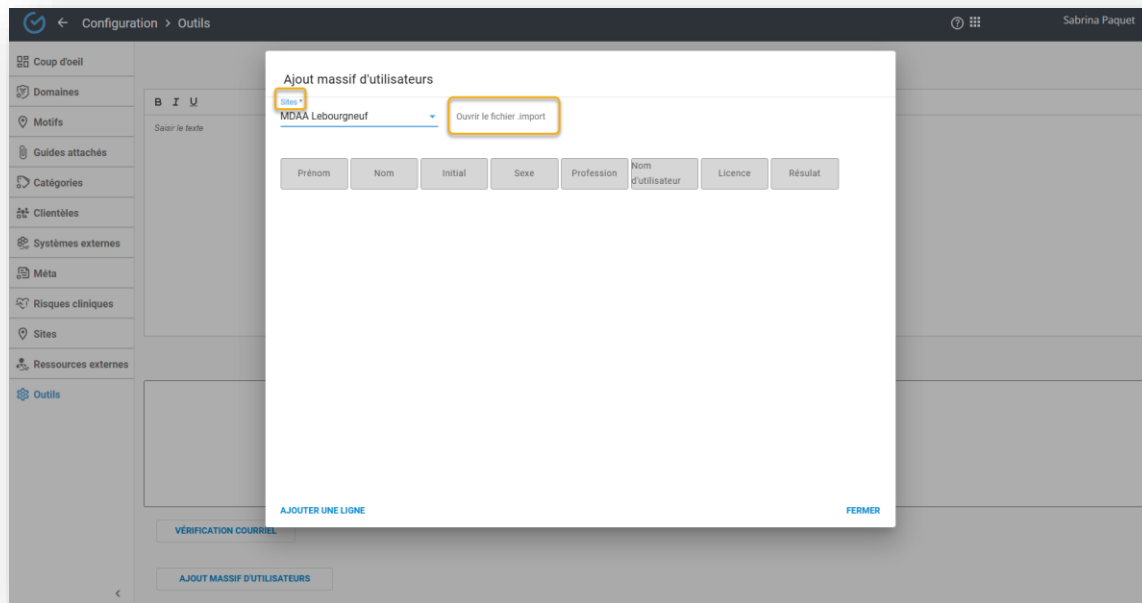 Configuration > Outils
Sabrina Paquet
Coup d'oeil
Domaines
Motifs
Guides attachés
Catégories
Clientèles
Systèmes externes
Méta
Risques cliniques
Sites
Ressources externes
Outils
B I U
Saisir le texte
Ajout massif d'utilisateurs
Sites *
MDAA Lebourgneuf
Ouvrir le fichier .import
Prénom
Nom
Initial
Sexe
Profession
Nom
d'utilisateur
Licence
Résulat
AJOUTER UNE LIGNE
FERMER
VÉRIFICATION COURRIEL
AJOUT MASSIF D'UTILISATEURS